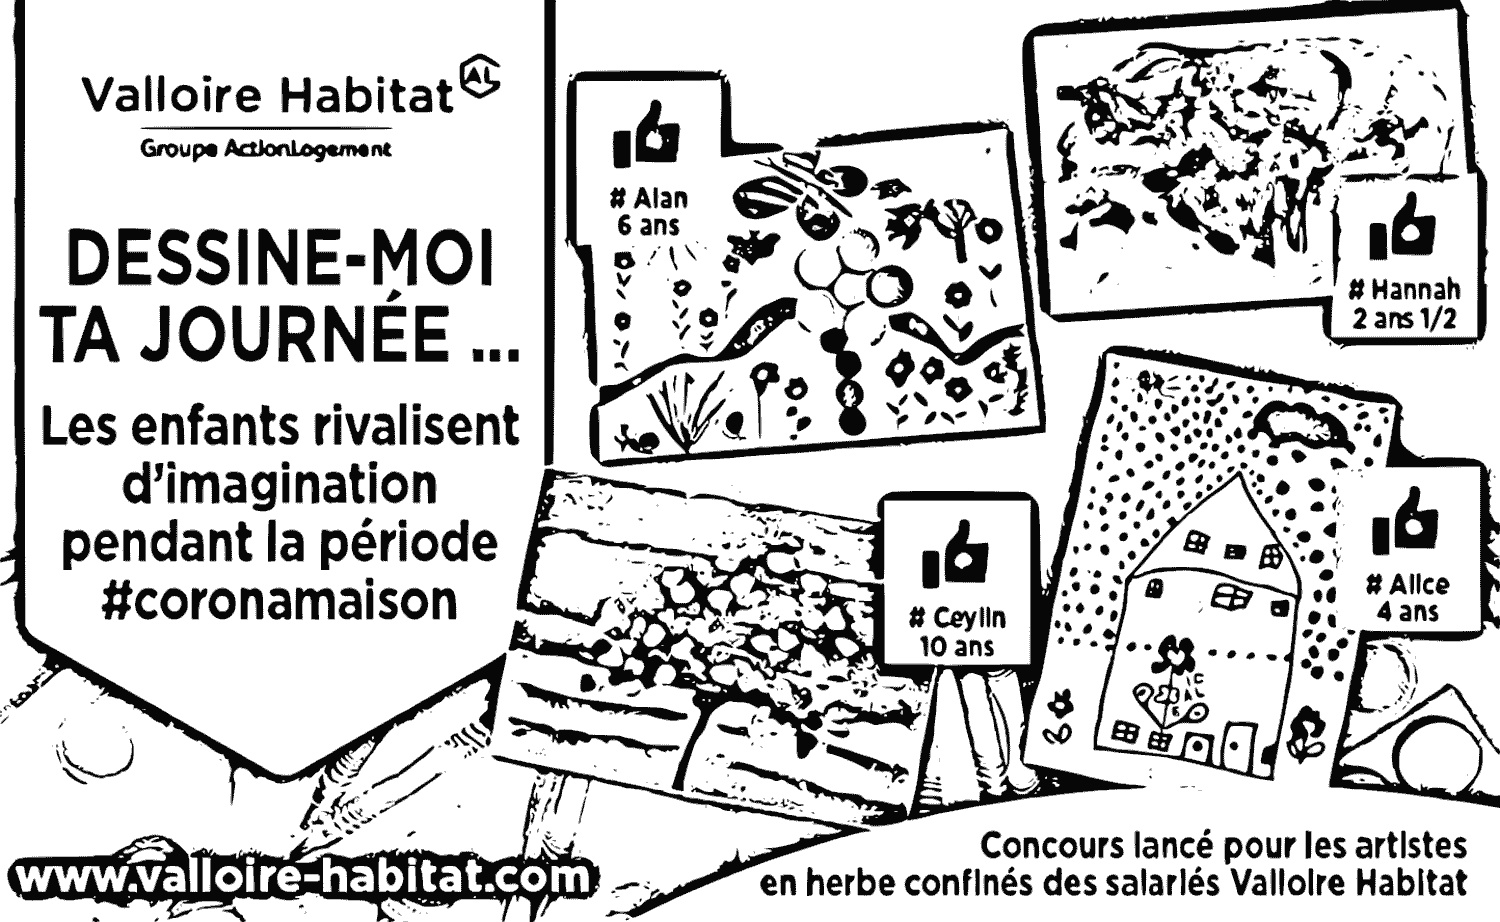 Valloire Habitat AL
Groupe ActionLogement
DESSINE-MOI
TA JOURNÉE ...
Les enfants rivalisent
d'imagination
pendant la période
#coronamaison
# Alan
6 ans
# Hannah
2 ans 1/2
# Ceylin
10 ans
# Alice
4 ans
www.valloire-habitat.com
Concours lancé pour les artistes
en herbe confinés des salariés Valloire Habitat